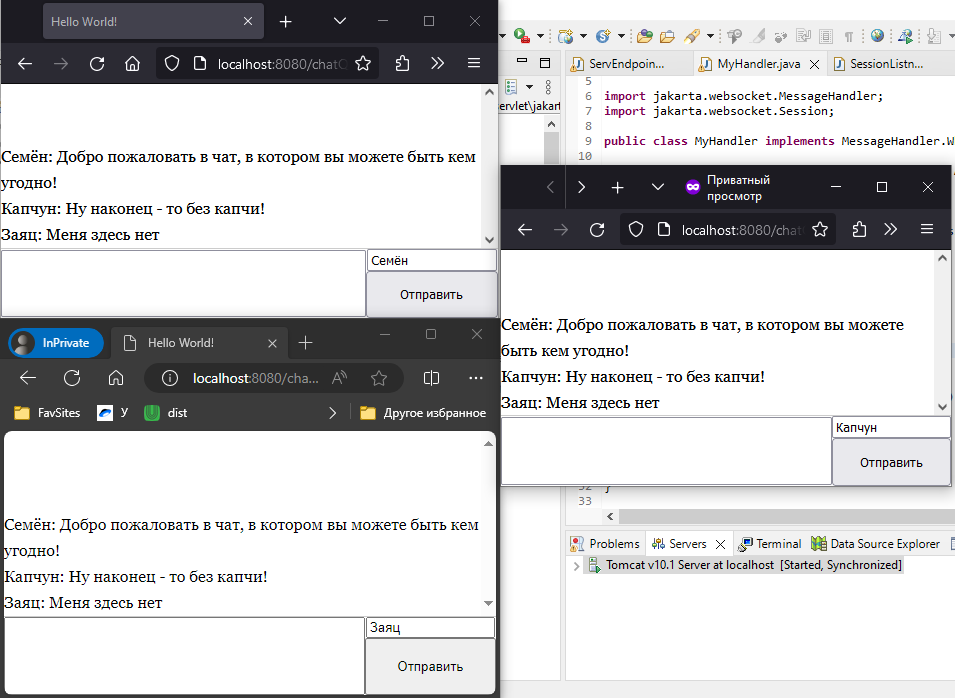 Hello World!
localhost:8080/chat
Семён: Добро пожаловать в чат, в котором вы можете быть кем
угодно!
Капчун: Ну наконец - то без капчи!
Заяц: Меня здесь нет
Семён
Отправить
ServEndpoin...
MyHandler.java
SessionListn...
ervlet\jakart
5
6 import jakarta.websocket.MessageHandler;
7 import jakarta.websocket.Session;
8
9 public class MyHandler implements MessageHandler.W
10
Приватный
просмотр
localhost:8080/chat
Семён: Добро пожаловать в чат, в котором вы можете
быть кем угодно!
Капчун: Ну наконец - то без капчи!
Заяц: Меня здесь нет
Капчун
Отправить
InPrivate
Hello World!
localhost:8080/cha...
FavSites
У
dist
Другое избранное
Семён: Добро пожаловать в чат, в котором вы можете быть кем
угодно!
Капчун: Ну наконец - то без капчи!
Заяц: Меня здесь нет
Заяц
Отправить
32 }
33
Problems
Servers
Terminal
Data Source Explorer
Tomcat v10.1 Server at localhost [Started, Synchronized]